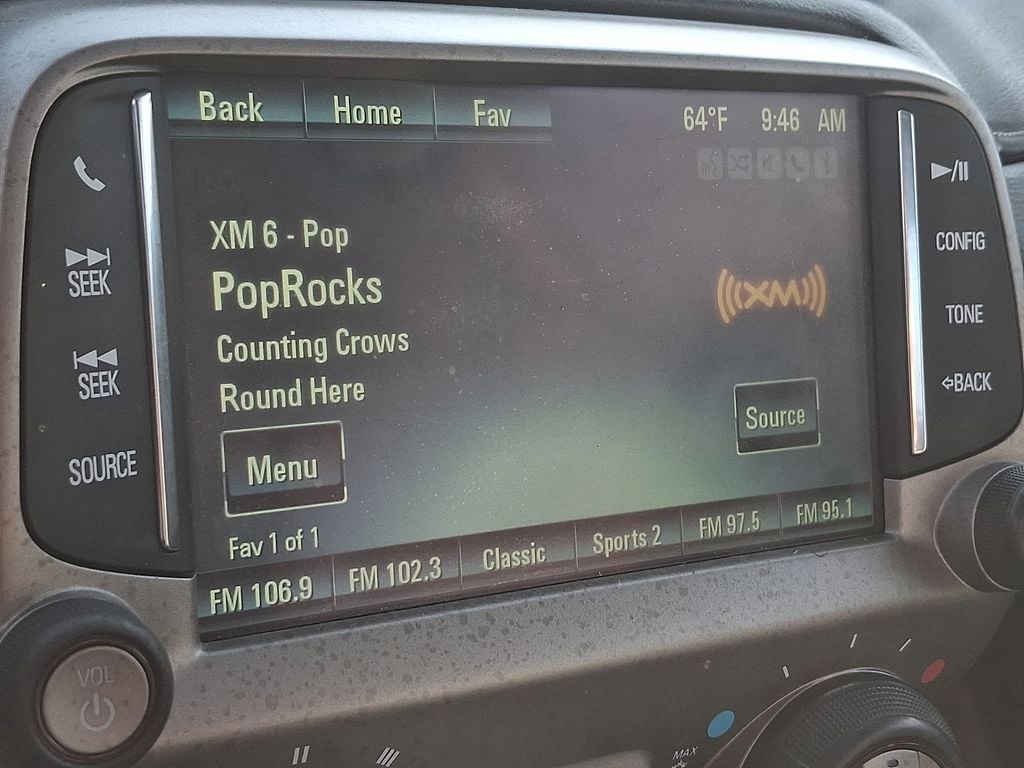 Back Home Fav 64°F 9:46 AM
XM 6 - Pop
PopRocks
Counting Crows
Round Here
XM
Menu
Source
Fav 1 of 1
FM 106.9 FM 102.3 Classic Sports 2 FM 97.5 FM 95.1
SEEK
SEEK
SOURCE
CONFIG
TONE
BACK
VOL
MAX